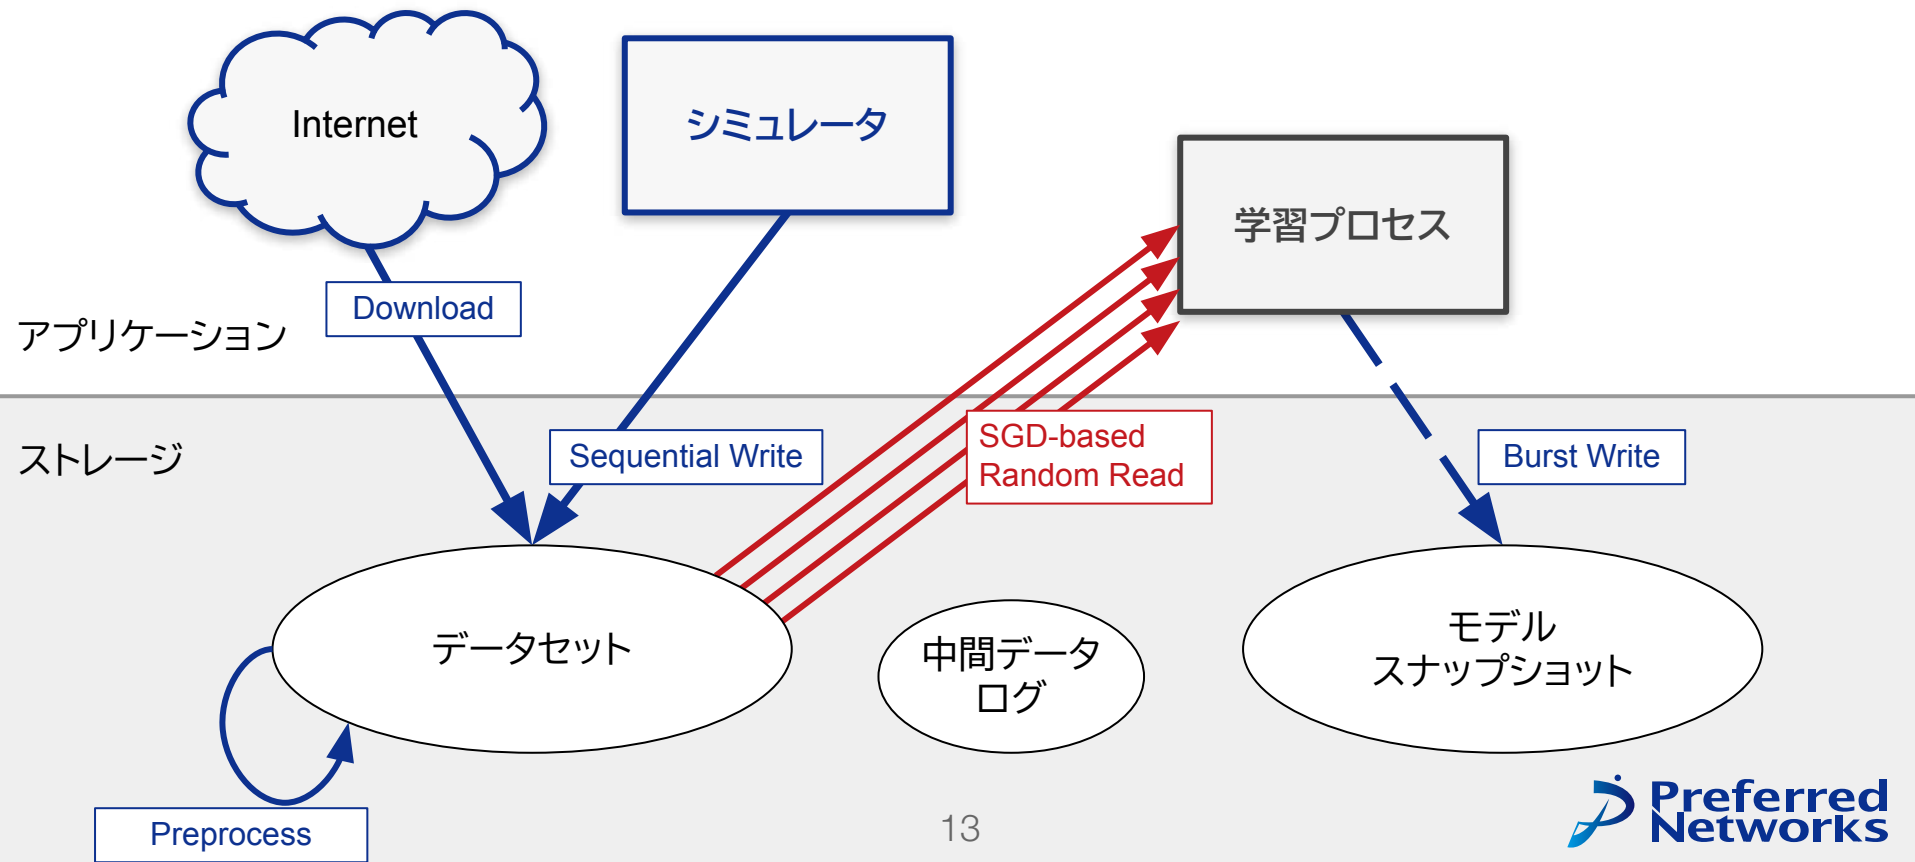 Internet
シミュレータ
学習プロセス
Download
アプリケーション
ストレージ
Sequential Write
SGD-based
Random Read
Burst Write
データセット
中間データ
ログ
モデル
スナップショット
Preprocess
13
Preferred
Networks